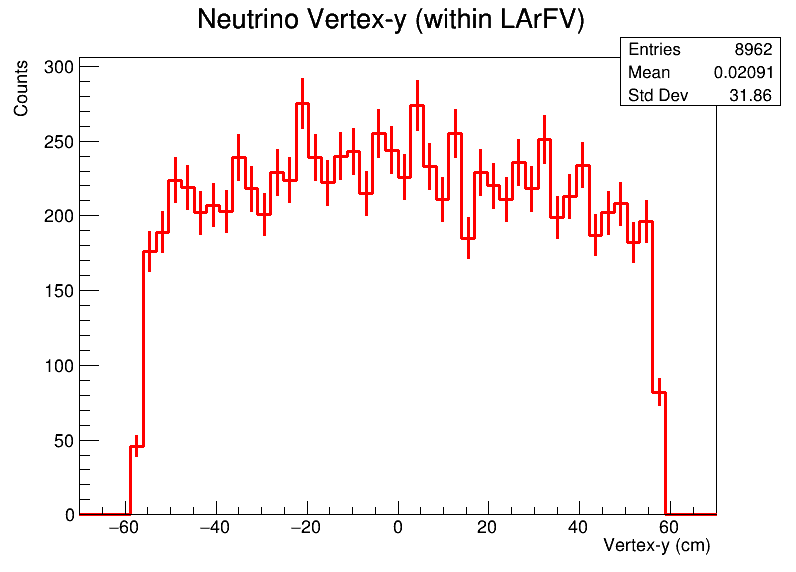 Neutrino Vertex-y (within LArFV)
Entries 8962
Mean 0.02091
Std Dev 31.86
Counts
300
250
200
150
100
50
0
−60 −40 −20 0 20 40 60
Vertex-y (cm)